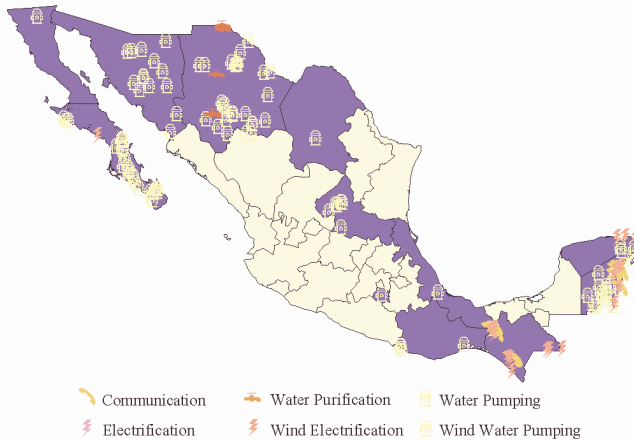 Communication Water Purification Water Pumping
Electrification Wind Electrification Wind Water Pumping